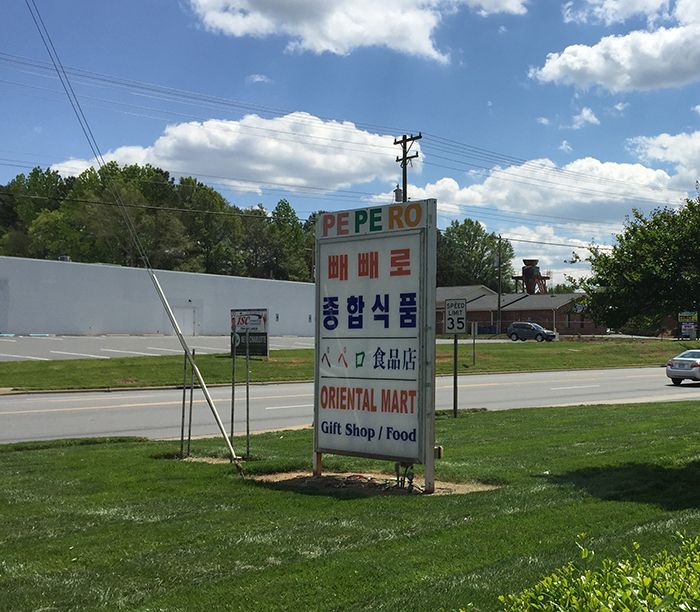 PEPERO
빼빼로
종합식품
ペペロ 食品店
ORIENTAL MART
Gift Shop / Food
SPEED
LIMIT
35